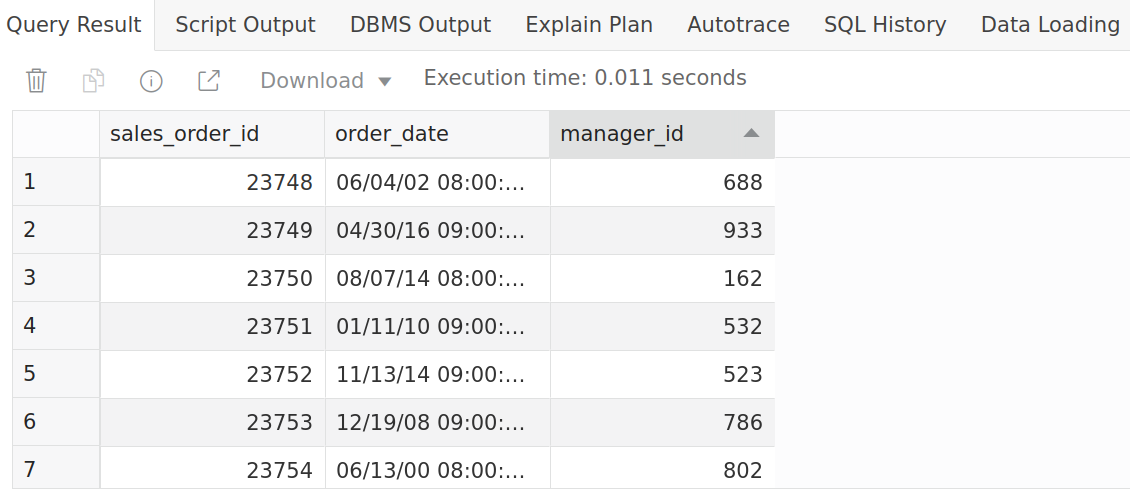 Query Result Script Output DBMS Output Explain Plan Autotrace SQL History Data Loading
Download Execution time: 0.011 seconds
sales_order_id order_date manager_id
1 23748 06/04/02 08:00:... 688
2 23749 04/30/16 09:00:... 933
3 23750 08/07/14 08:00:... 162
4 23751 01/11/10 09:00:... 532
5 23752 11/13/14 09:00:... 523
6 23753 12/19/08 09:00:... 786
7 23754 06/13/00 08:00:... 802